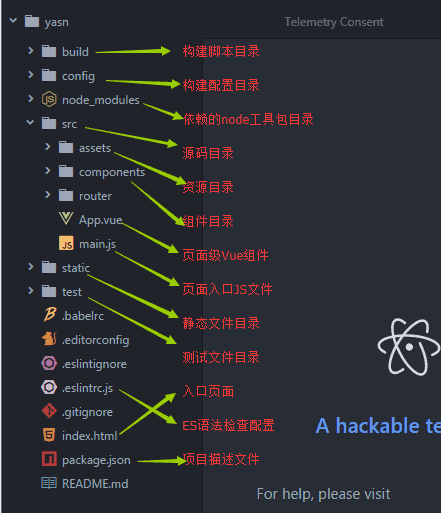 yasn
Telemetry Consent
build
构建脚本目录
config
构建配置目录
node_modules
依赖的node工具包目录
src
源码目录
assets
资源目录
components
组件目录
router
App.vue
页面级Vue组件
JS main.js
页面入口JS文件
static
静态文件目录
test
测试文件目录
.babelrc
.editorconfig
.eslintignore
入口页面
.eslintrc.js
.gitignore
ES语法检查配置
A hackable te
index.html
package.json
项目描述文件
README.md
For help, please visit